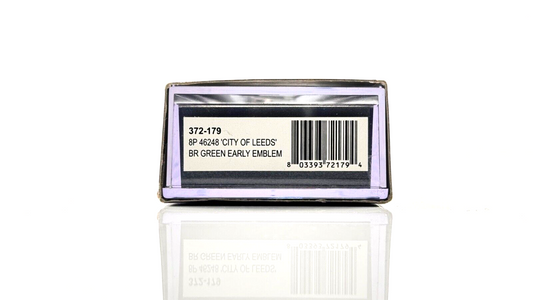 372-179
8P 46248 'CITY OF LEEDS'
BR GREEN EARLY EMBLEM
8 03393 72179 4